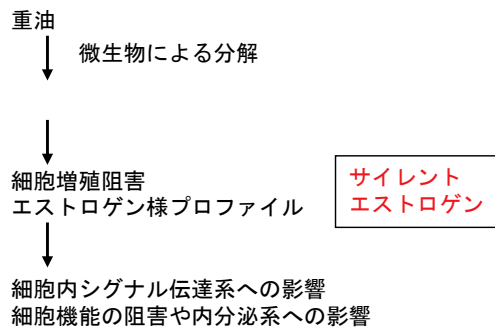 重油
微生物による分解
細胞増殖阻害
エストロゲン様プロファイル
サイレント
エストロゲン
細胞内シグナル伝達系への影響
細胞機能の阻害や内分泌系への影響